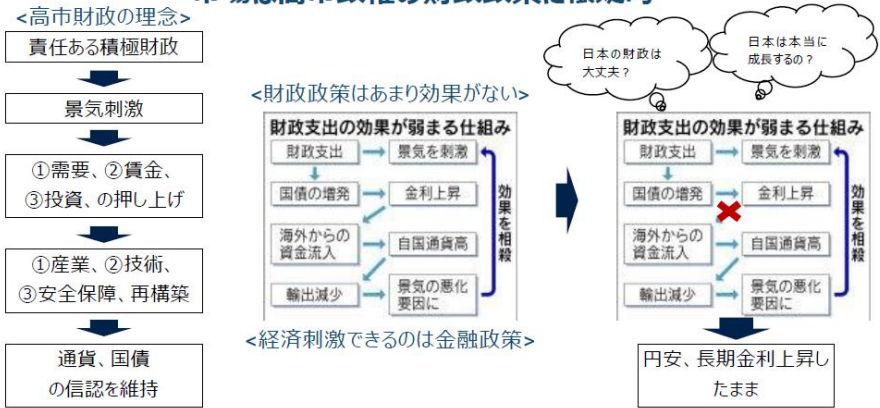 <高市財政の理念>
責任ある積極財政
景気刺激
①需要、②賃金、
③投資、の押し上げ
①産業、②技術、
③安全保障、再構築
通貨、国債
の信認を維持
<財政政策はあまり効果がない>
財政支出の効果が弱まる仕組み
財政支出
景気を刺激
国債の増発
金利上昇
海外からの
資金流入
自国通貨高
輸出減少
景気の悪化
要因に
効果を相殺
<経済刺激できるのは金融政策>
日本の財政は
大丈夫？
日本は本当に
成長するの？
財政支出の効果が弱まる仕組み
財政支出
景気を刺激
国債の増発
金利上昇
海外からの
資金流入
自国通貨高
輸出減少
景気の悪化
要因に
効果を相殺
円安、長期金利上昇し
たまま